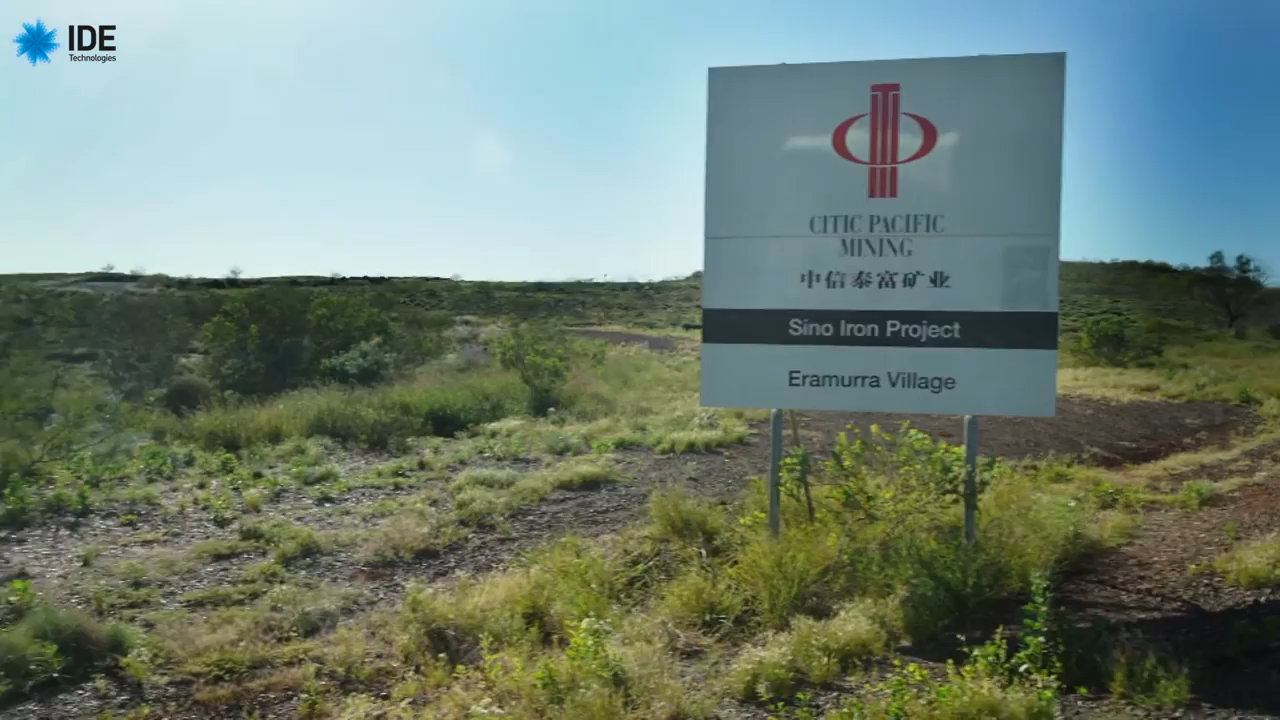 IDE
Technologies
CITIC PACIFIC
MINING
中信泰富矿业
Sino Iron Project
Eramurra Village